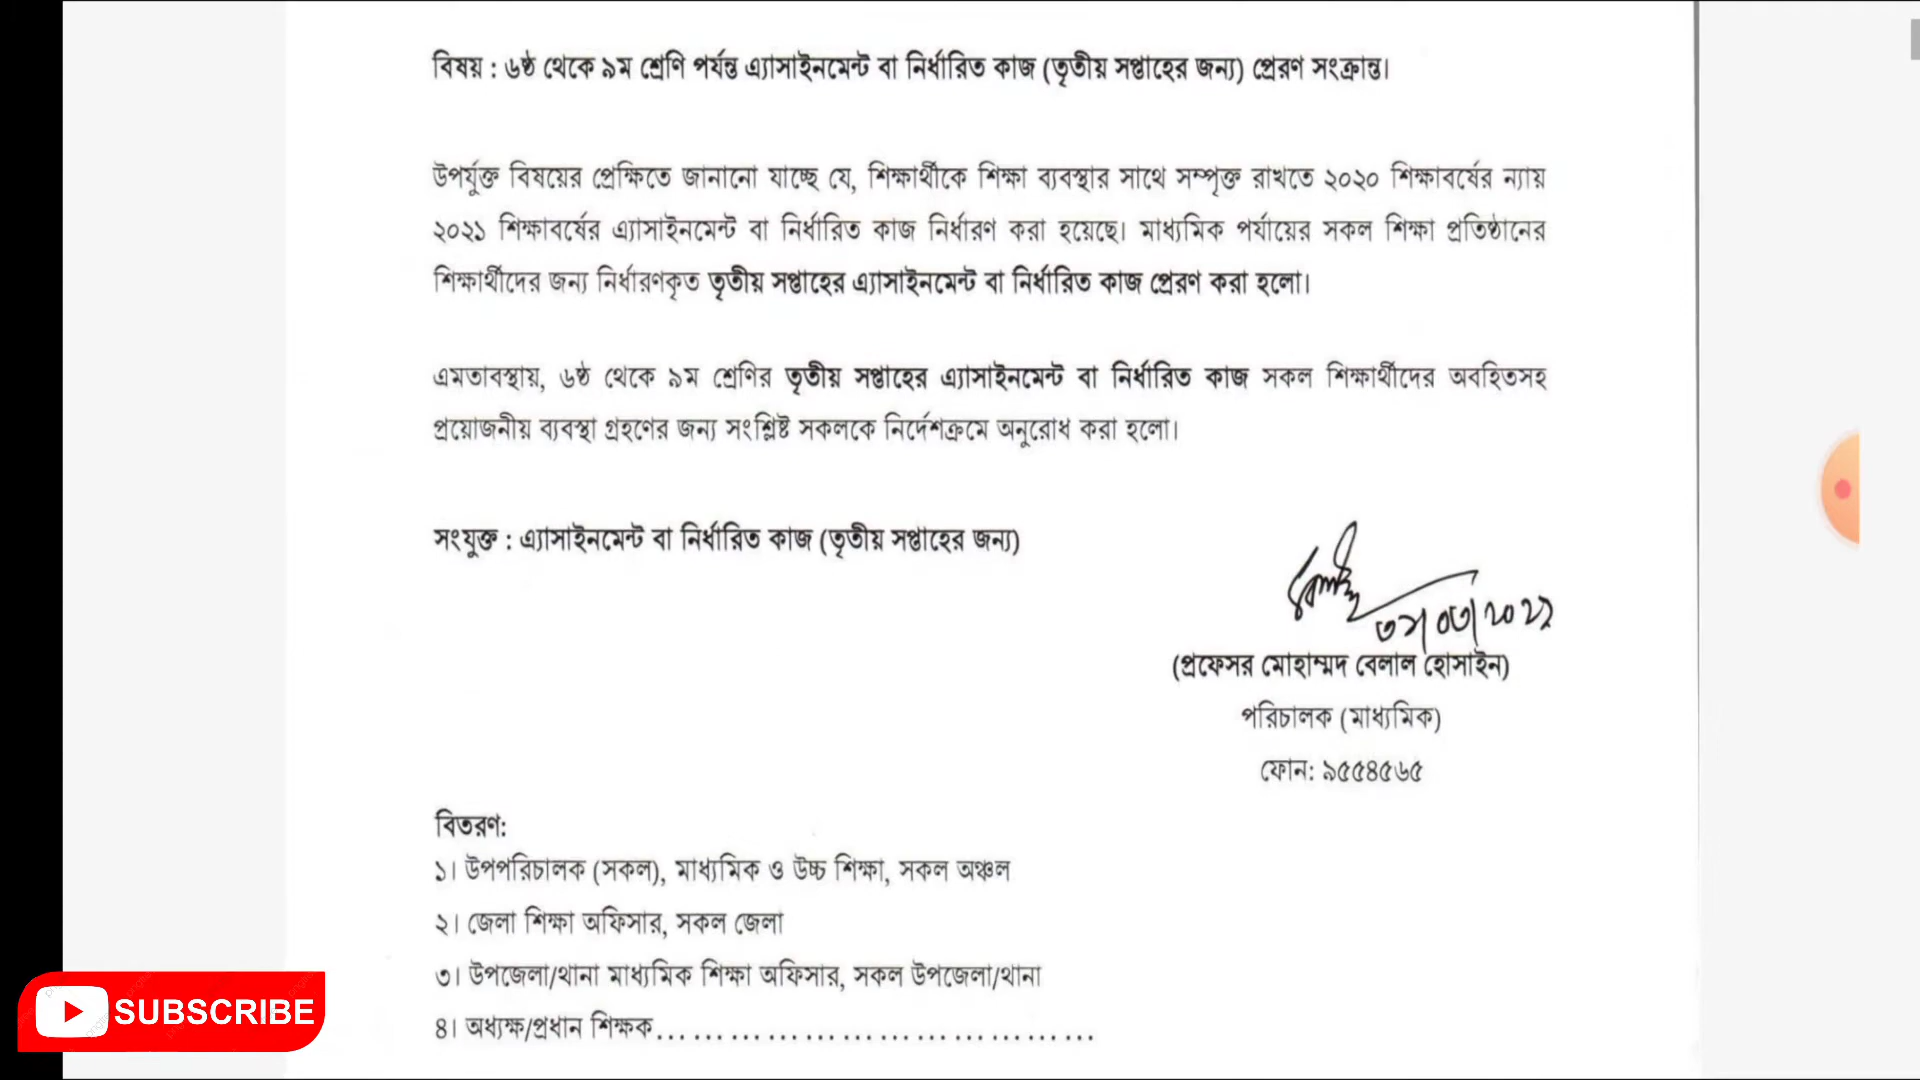 বিষয় : ৬ষ্ঠ থেকে ৯ম শ্রেণি পর্যন্ত এ্যাসাইনমেন্ট বা নির্ধারিত কাজ (তৃতীয় সপ্তাহের জন্য) প্রেরণ সংক্রান্ত।
উপর্যুক্ত বিষয়ের প্রেক্ষিতে জানানো যাচ্ছে যে, শিক্ষার্থীকে শিক্ষা ব্যবস্থার সাথে সম্পৃক্ত রাখতে ২০২০ শিক্ষাবর্ষের ন্যায়
২০২১ শিক্ষাবর্ষের এ্যাসাইনমেন্ট বা নির্ধারিত কাজ নির্ধারণ করা হয়েছে। মাধ্যমিক পর্যায়ের সকল শিক্ষা প্রতিষ্ঠানের
শিক্ষার্থীদের জন্য নির্ধারণকৃত তৃতীয় সপ্তাহের এ্যাসাইনমেন্ট বা নির্ধারিত কাজ প্রেরণ করা হলো।
এমতাবস্থায়, ৬ষ্ঠ থেকে ৯ম শ্রেণির তৃতীয় সপ্তাহের এ্যাসাইনমেন্ট বা নির্ধারিত কাজ সকল শিক্ষার্থীদের অবহিতসহ
প্রয়োজনীয় ব্যবস্থা গ্রহণের জন্য সংশ্লিষ্ট সকলকে নির্দেশক্রমে অনুরোধ করা হলো।
সংযুক্ত : এ্যাসাইনমেন্ট বা নির্ধারিত কাজ (তৃতীয় সপ্তাহের জন্য)
(প্রফেসর মোহাম্মদ বেলাল হোসাইন)
পরিচালক (মাধ্যমিক)
ফোন: ৯৫৫৪৫৬৫
বিতরণ:
১। উপপরিচালক (সকল), মাধ্যমিক ও উচ্চ শিক্ষা, সকল অঞ্চল
২। জেলা শিক্ষা অফিসার, সকল জেলা
৩। উপজেলা/থানা মাধ্যমিক শিক্ষা অফিসার, সকল উপজেলা/থানা
৪। অধ্যক্ষ/প্রধান শিক্ষক.............................
SUBSCRIBE